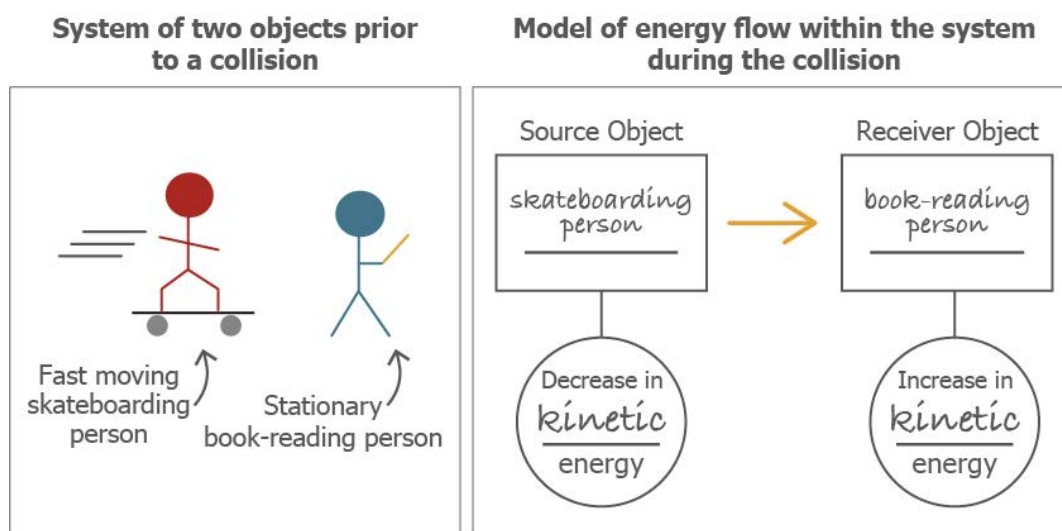 System of two objects prior
to a collision
Fast moving
skateboarding
person
Stationary
book-reading person
Model of energy flow within the system
during the collision
Source Object
skateboarding
person
Decrease in
kinetic
energy
Receiver Object
book-reading
person
Increase in
kinetic
energy